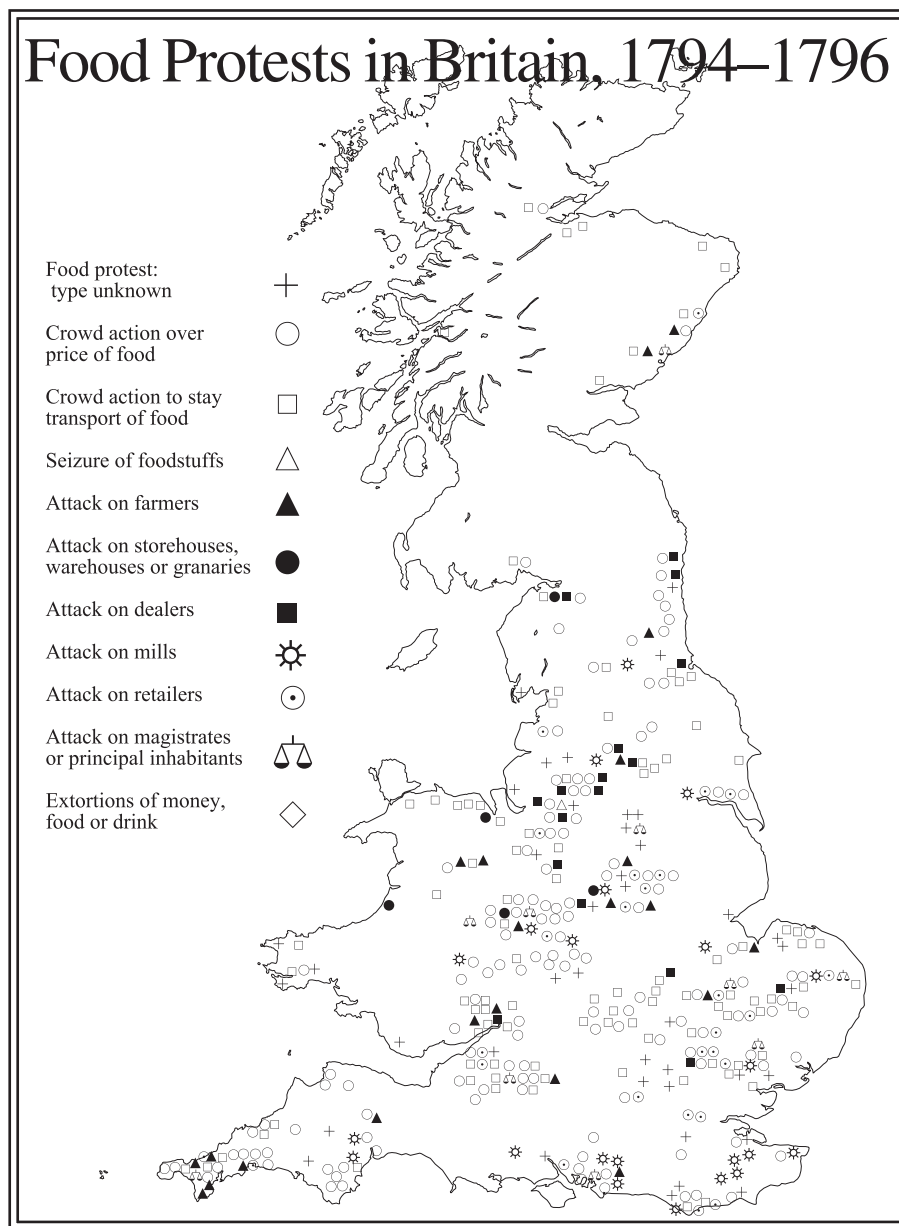 Food Protests in Britain, 1794–1796
Food protest:
type unknown
Crowd action over
price of food
Crowd action to stay
transport of food
Seizure of foodstuffs
Attack on farmers
Attack on storehouses,
warehouses or granaries
Attack on dealers
Attack on mills
Attack on retailers
Attack on magistrates
or principal inhabitants
Extortions of money,
food or drink